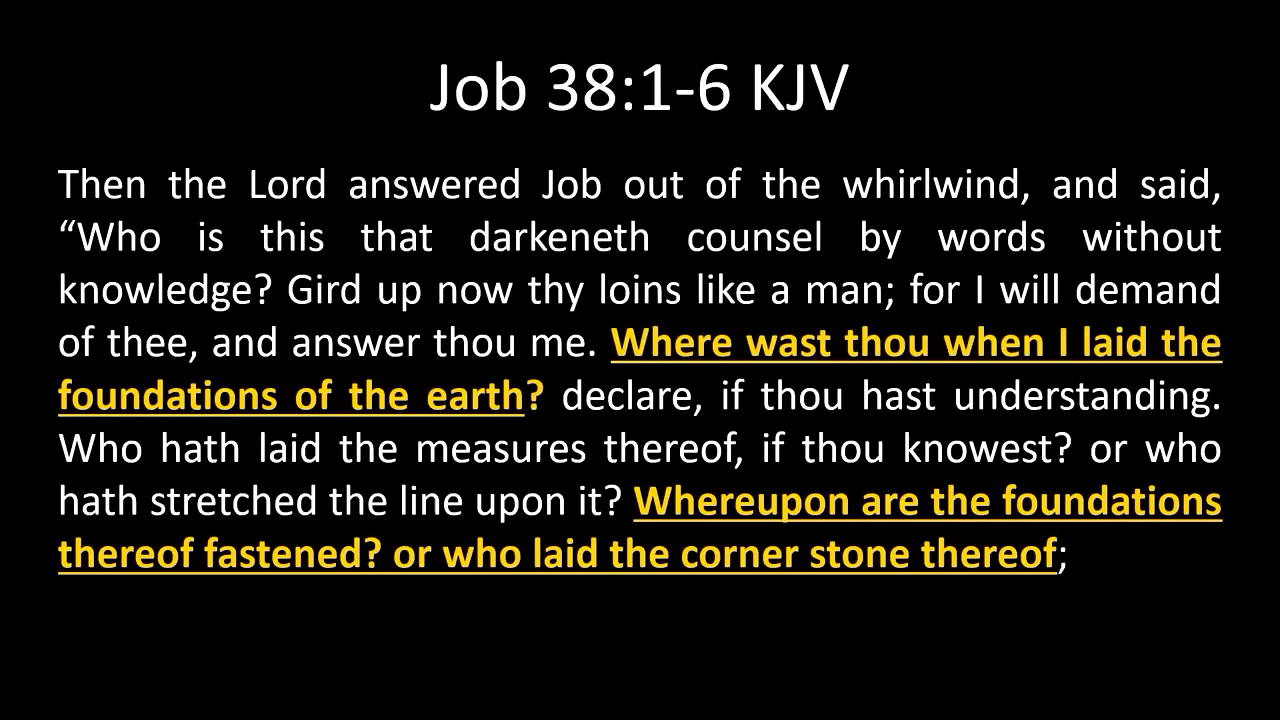 Job 38:1-6 KJV
Then the Lord answered Job out of the whirlwind, and said,
“Who is this that darkeneth counsel by words without
knowledge? Gird up now thy loins like a man; for I will demand
of thee, and answer thou me. Where wast thou when I laid the
foundations of the earth? declare, if thou hast understanding.
Who hath laid the measures thereof, if thou knowest? or who
hath stretched the line upon it? Whereupon are the foundations
thereof fastened? or who laid the corner stone thereof;